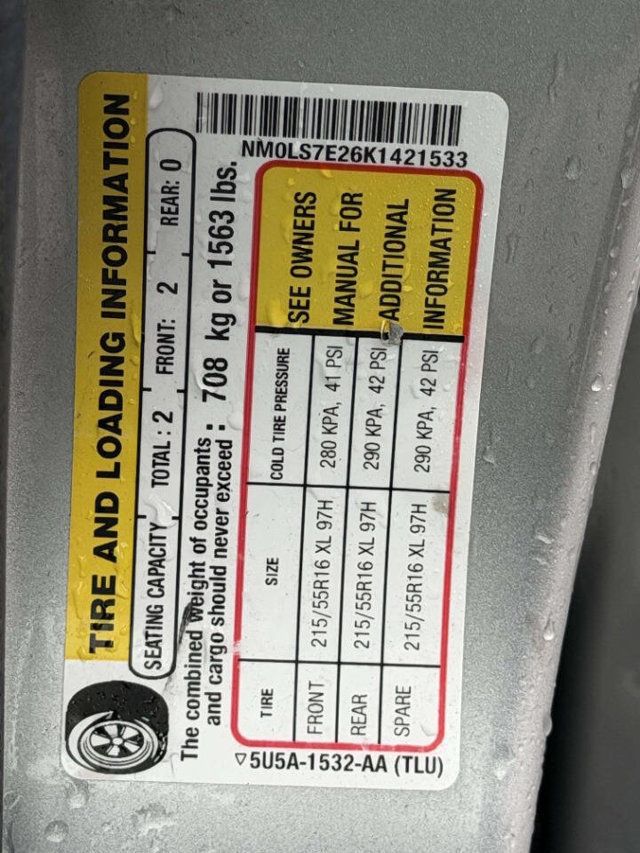 TIRE AND LOADING INFORMATION
SEATING CAPACITY TOTAL : 2 FRONT: 2 REAR: 0
The combined weight of occupants
and cargo should never exceed : 708 kg or 1563 lbs.
TIRE SIZE COLD TIRE PRESSURE
FRONT 215/55R16 XL 97H 280 KPA, 41 PSI
REAR 215/55R16 XL 97H 290 KPA, 42 PSI
SPARE 215/55R16 XL 97H 290 KPA, 42 PSI
SEE OWNERS
MANUAL FOR
ADDITIONAL
INFORMATION
5U5A-1532-AA (TLU)
NM0LS7E26K1421533